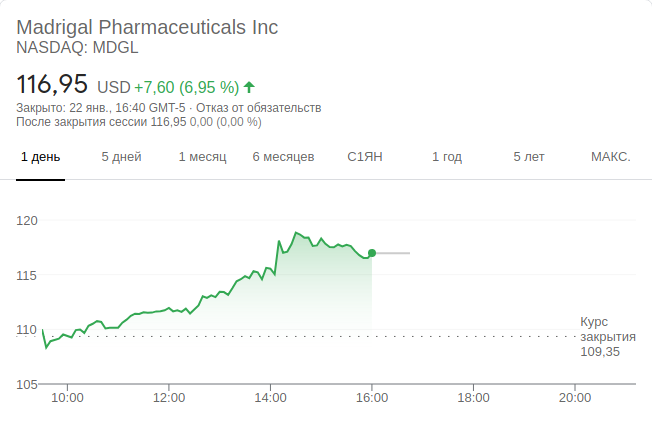 Madrigal Pharmaceuticals Inc
NASDAQ: MDGL
116,95 USD +7,60 (6,95 %)
Закрыто: 22 янв., 16:40 GMT-5 · Отказ от обязательств
После закрытия сессии 116,95 0,00 (0,00 %)
1 день 5 дней 1 месяц 6 месяцев С1ЯН 1 год 5 лет МАКС.
120
115
110
Курс
закрытия
109,35
105
10:00 12:00 14:00 16:00 18:00 20:00